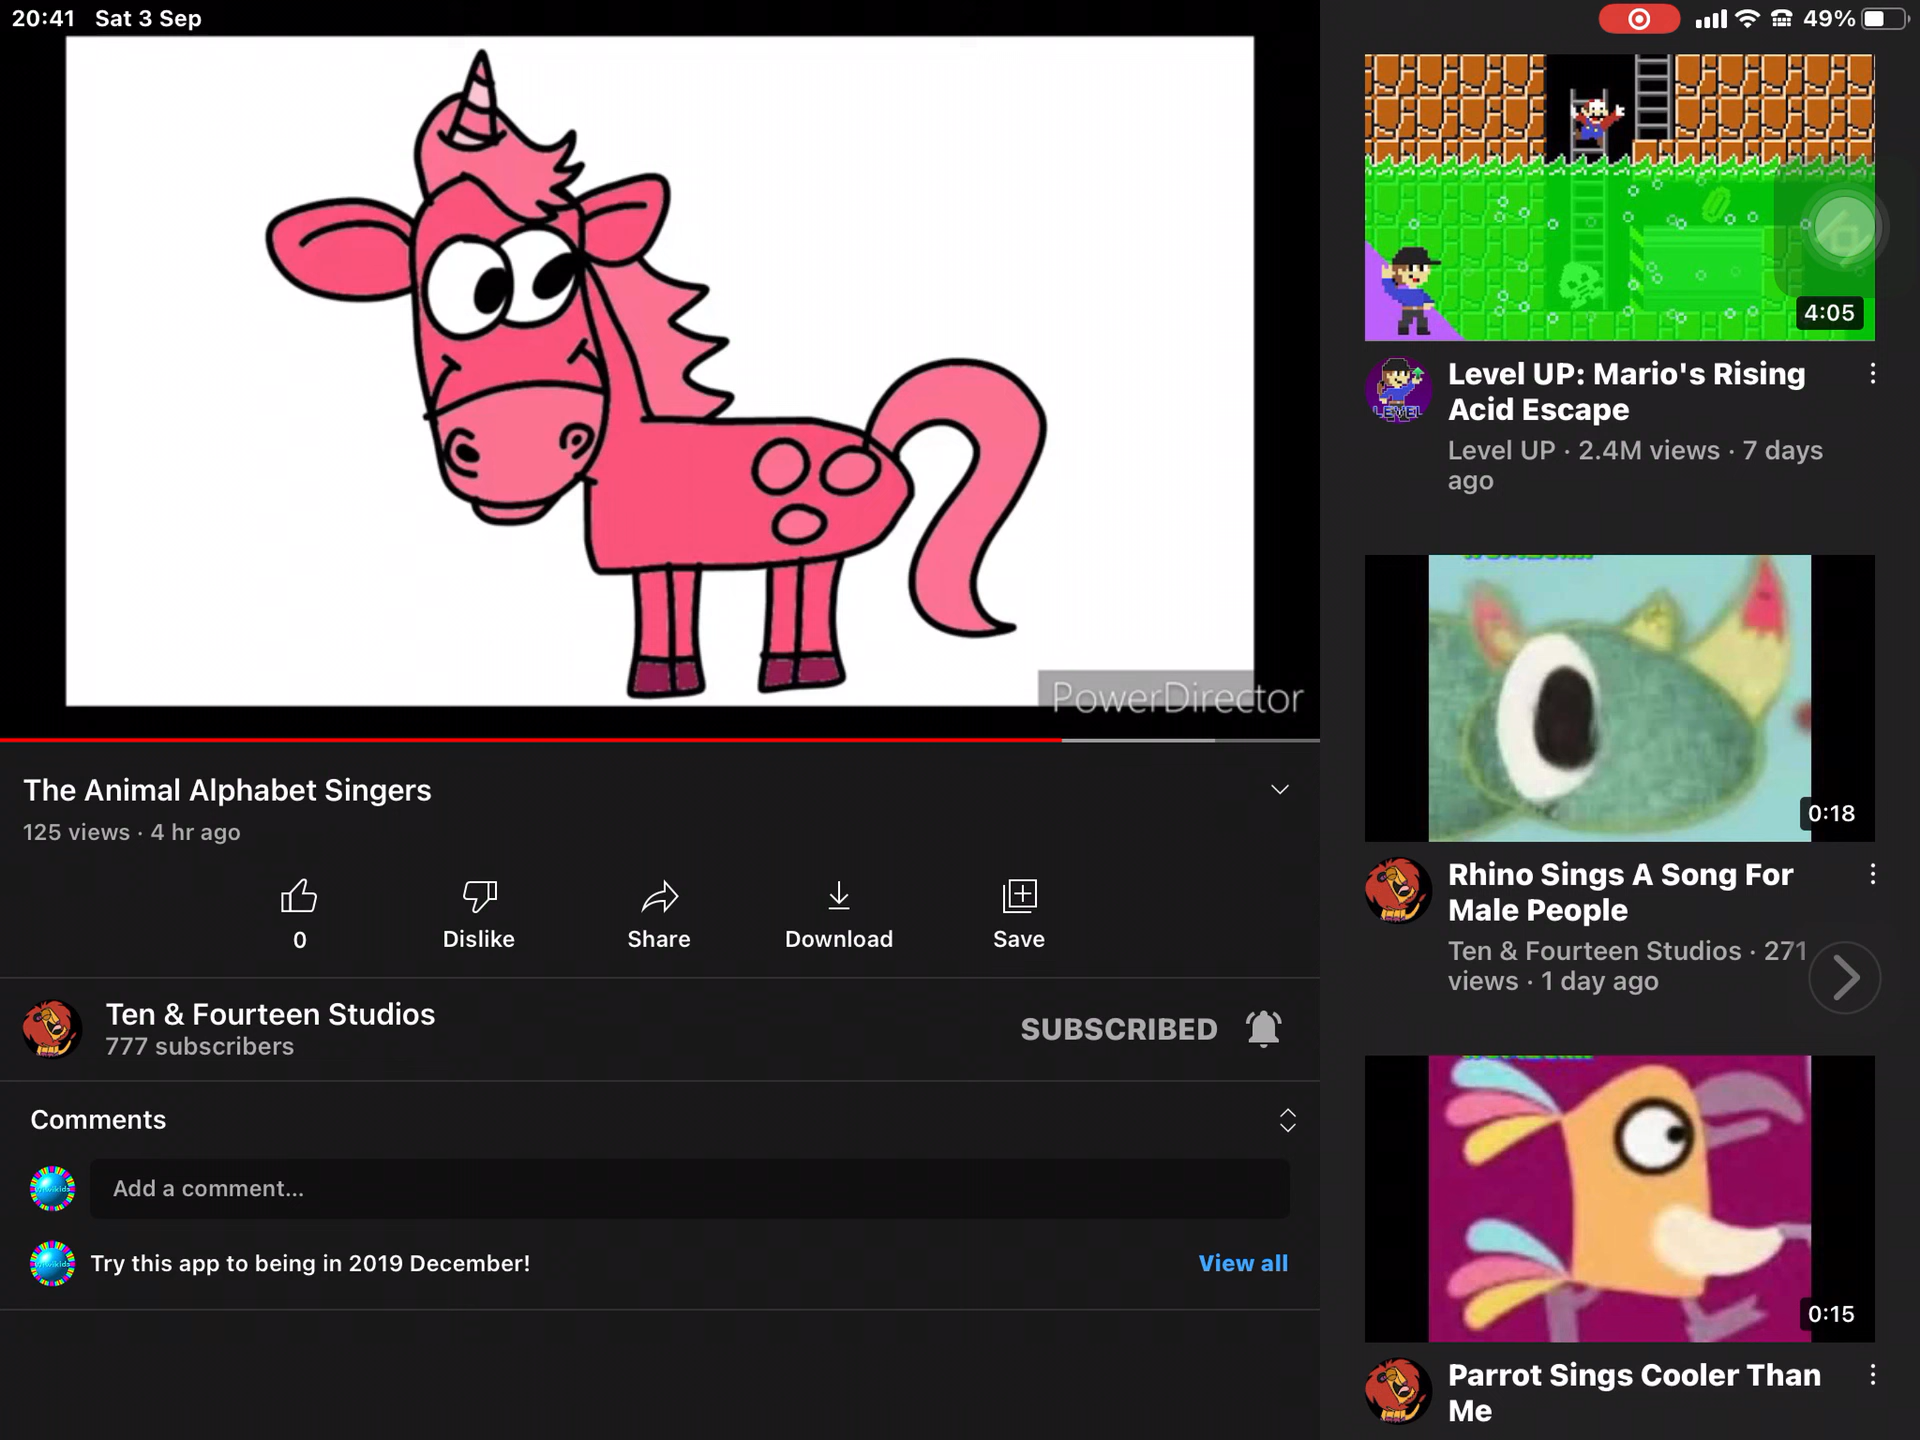 20:41 Sat 3 Sep
49%
PowerDirector
The Animal Alphabet Singers
125 views · 4 hr ago
0
Dislike
Share
Download
Save
Ten & Fourteen Studios
777 subscribers
SUBSCRIBED
Comments
Add a comment...
Try this app to being in 2019 December!
View all
4:05
LEVEL
Level UP: Mario's Rising
Acid Escape
Level UP · 2.4M views · 7 days
ago
0:18
Rhino Sings A Song For
Male People
Ten & Fourteen Studios · 271
views · 1 day ago
0:15
Parrot Sings Cooler Than
Me